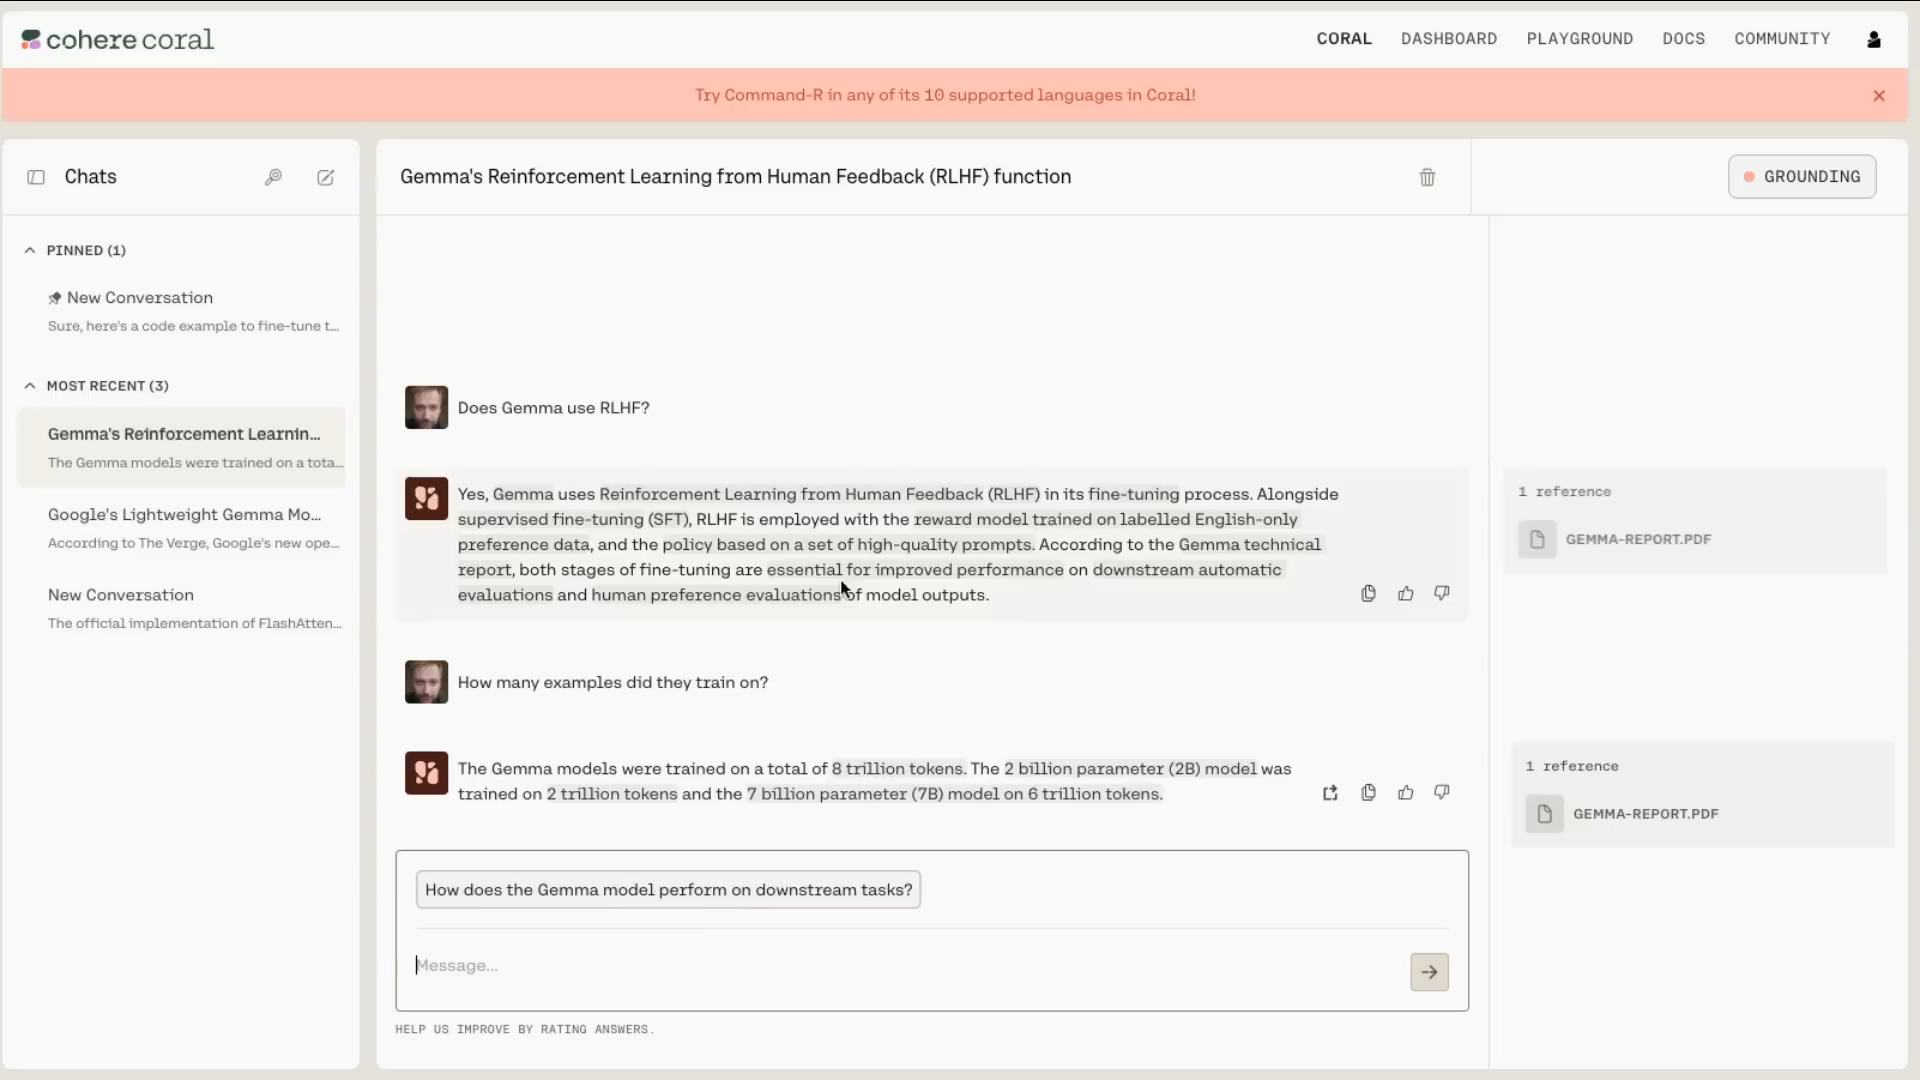 cohere coral
CORAL DASHBOARD PLAYGROUND DOCS COMMUNITY
Try Command-R in any of its 10 supported languages in Coral!
Chats
PINNED (1)
New Conversation
Sure, here's a code example to fine-tune t...
MOST RECENT (3)
Gemma's Reinforcement Learnin...
The Gemma models were trained on a tota...
Google's Lightweight Gemma Mo...
According to The Verge, Google's new ope...
New Conversation
The official implementation of FlashAtten...
Gemma's Reinforcement Learning from Human Feedback (RLHF) function
GROUNDING
Does Gemma use RLHF?
Yes, Gemma uses Reinforcement Learning from Human Feedback (RLHF) in its fine-tuning process. Alongside
supervised fine-tuning (SFT), RLHF is employed with the reward model trained on labelled English-only
preference data, and the policy based on a set of high-quality prompts. According to the Gemma technical
report, both stages of fine-tuning are essential for improved performance on downstream automatic
evaluations and human preference evaluations of model outputs.
1 reference
GEMMA-REPORT.PDF
How many examples did they train on?
The Gemma models were trained on a total of 8 trillion tokens. The 2 billion parameter (2B) model was
trained on 2 trillion tokens and the 7 billion parameter (7B) model on 6 trillion tokens.
1 reference
GEMMA-REPORT.PDF
How does the Gemma model perform on downstream tasks?
Message...
HELP US IMPROVE BY RATING ANSWERS.